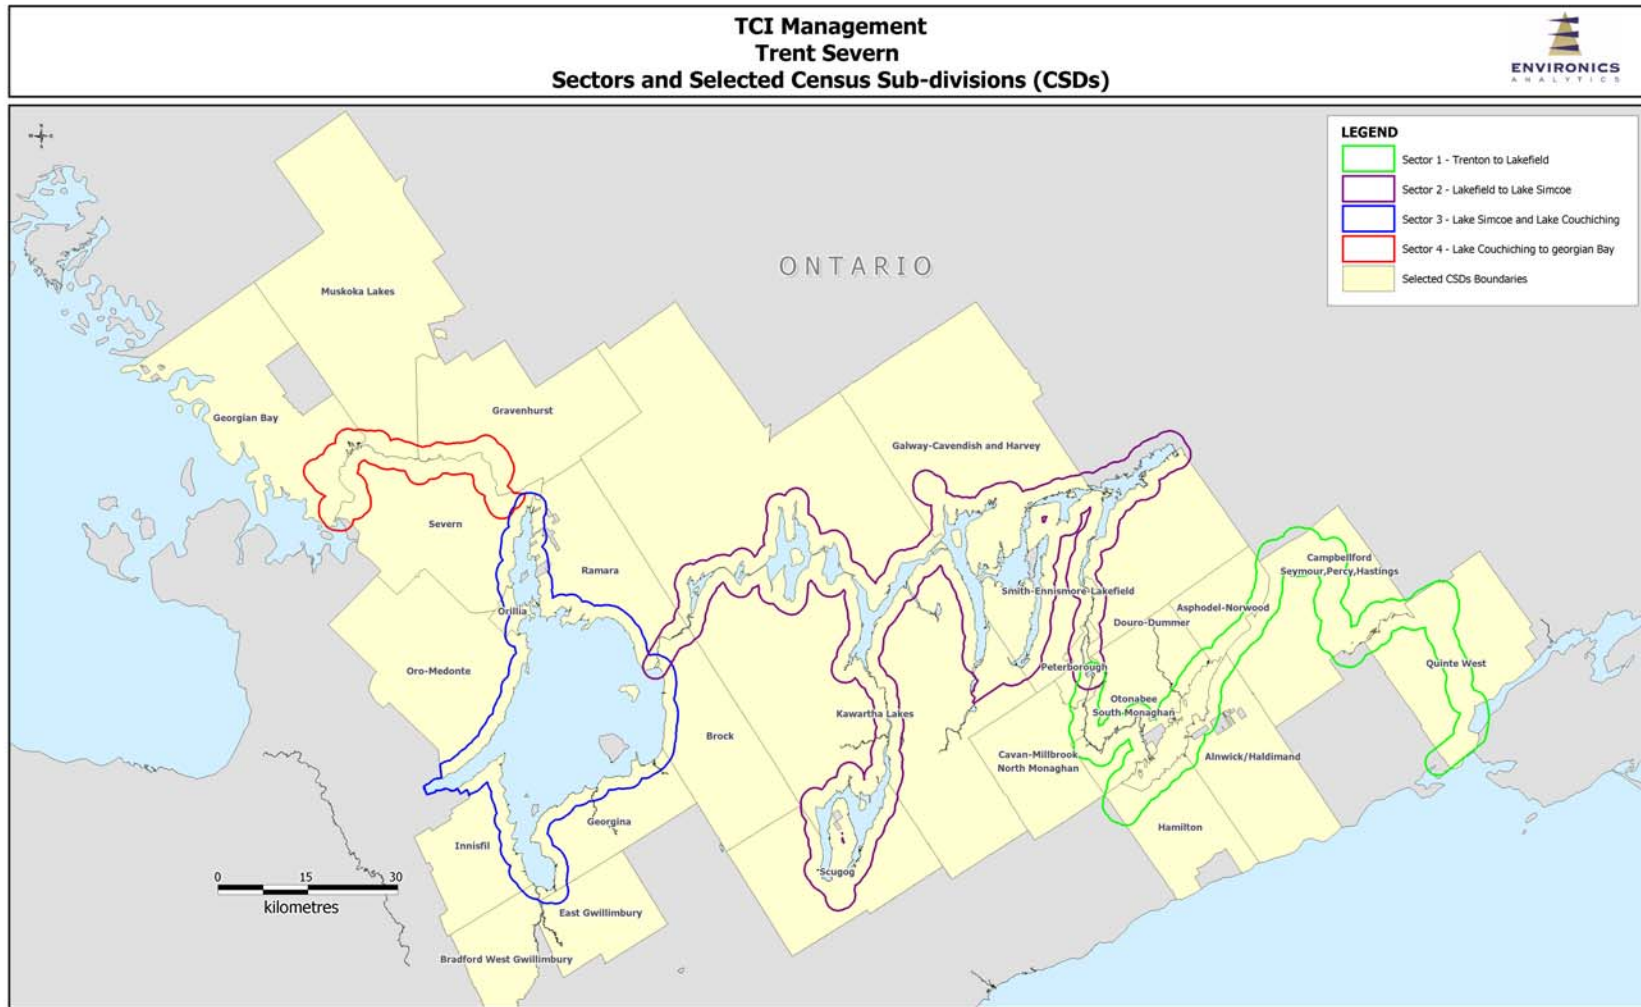 TCI Management
Trent Severn
Sectors and Selected Census Sub-divisions (CSDs)
ENVIRONICS
ANALYTICS
LEGEND
Sector 1 - Trenton to Lakefield
Sector 2 - Lakefield to Lake Simcoe
Sector 3 - Lake Simcoe and Lake Couchiching
Sector 4 - Lake Couchiching to georgian Bay
Selected CSDs Boundaries
ONTARIO
Muskoka Lakes
Georgian Bay
Gravenhurst
Galway-Cavendish and Harvey
Severn
Ramara
Campbellford
Seymour,Percy,Hastings
Smith-Ennismore-Lakefield
Orillia
Asphodel-Norwood
Douro-Dummer
Oro-Medonte
Peterborough
Quinte West
Otonabee
South-Monaghan
Kawartha Lakes
Brock
Cavan-Millbrook
North Monaghan
Alnwick/Haldimand
Georgina
Hamilton
Innisfil
Scugog
0 15 30
kilometres
East Gwillimbury
Bradford West Gwillimbury